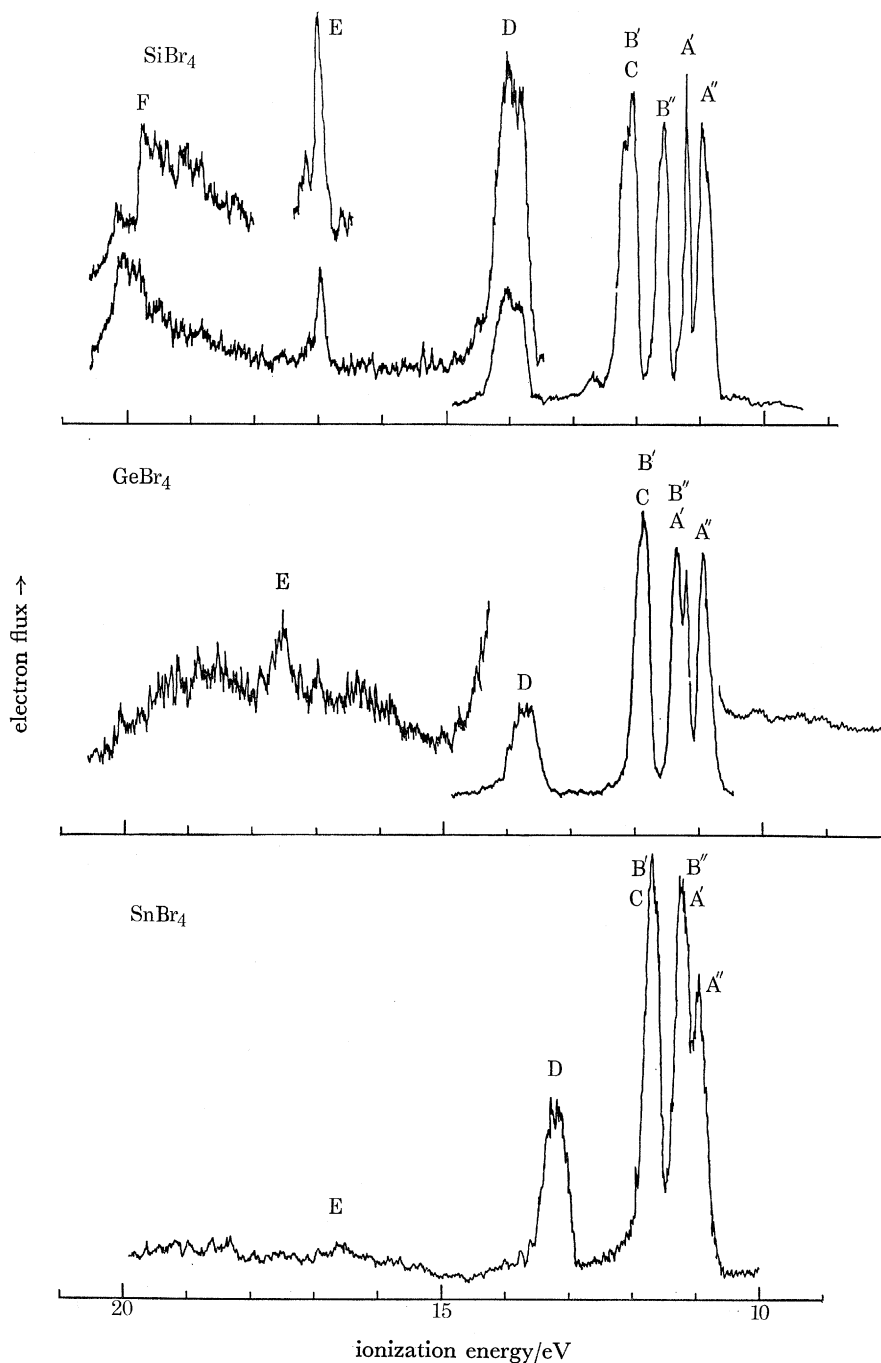 SiBr4
F
E
D
B′
C
B″
A′
A″
GeBr4
E
D
B′
C
B″
A′
A″
SnBr4
E
D
B′
C
B″
A′
A″
electron flux →
20
15
10
ionization energy/eV